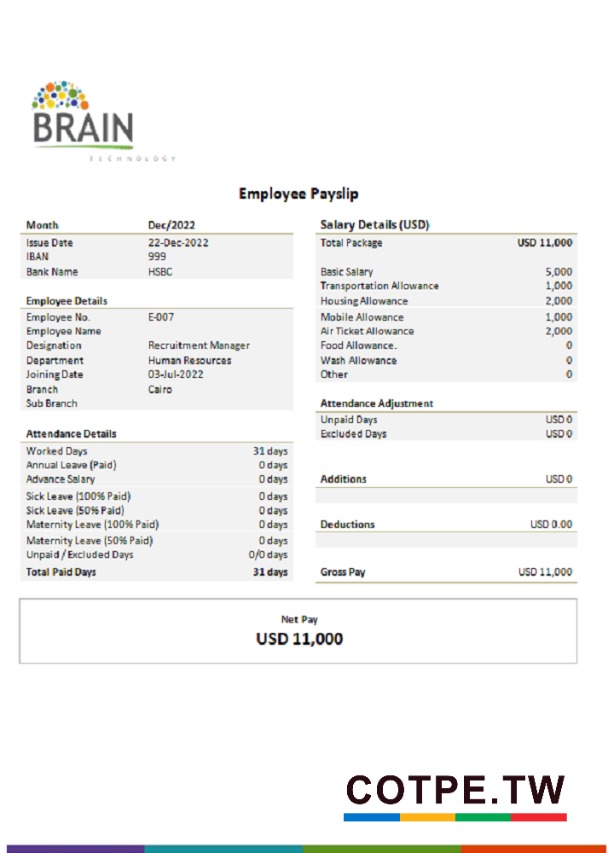 BRAIN
TECHNOLOGY
Employee Payslip
Month Dec/2022
Issue Date 22-Dec-2022
IBAN 999
Bank Name HSBC
Employee Details
Employee No. E-007
Employee Name
Designation Recruitment Manager
Department Human Resources
Joining Date 03-Jul-2022
Branch Cairo
Sub Branch
Attendance Details
Worked Days 31 days
Annual Leave (Paid) 0 days
Advance Salary 0 days
Sick Leave (100% Paid) 0 days
Sick Leave (50% Paid) 0 days
Maternity Leave (100% Paid) 0 days
Maternity Leave (50% Paid) 0 days
Unpaid / Excluded Days 0/0 days
Total Paid Days 31 days
Salary Details (USD)
Total Package USD 11,000
Basic Salary 5,000
Transportation Allowance 1,000
Housing Allowance 2,000
Mobile Allowance 1,000
Air Ticket Allowance 2,000
Food Allowance. 0
Wash Allowance 0
Other 0
Attendance Adjustment
Unpaid Days USD 0
Excluded Days USD 0
Additions USD 0
Deductions USD 0.00
Gross Pay USD 11,000
Net Pay
USD 11,000
COTPE.TW